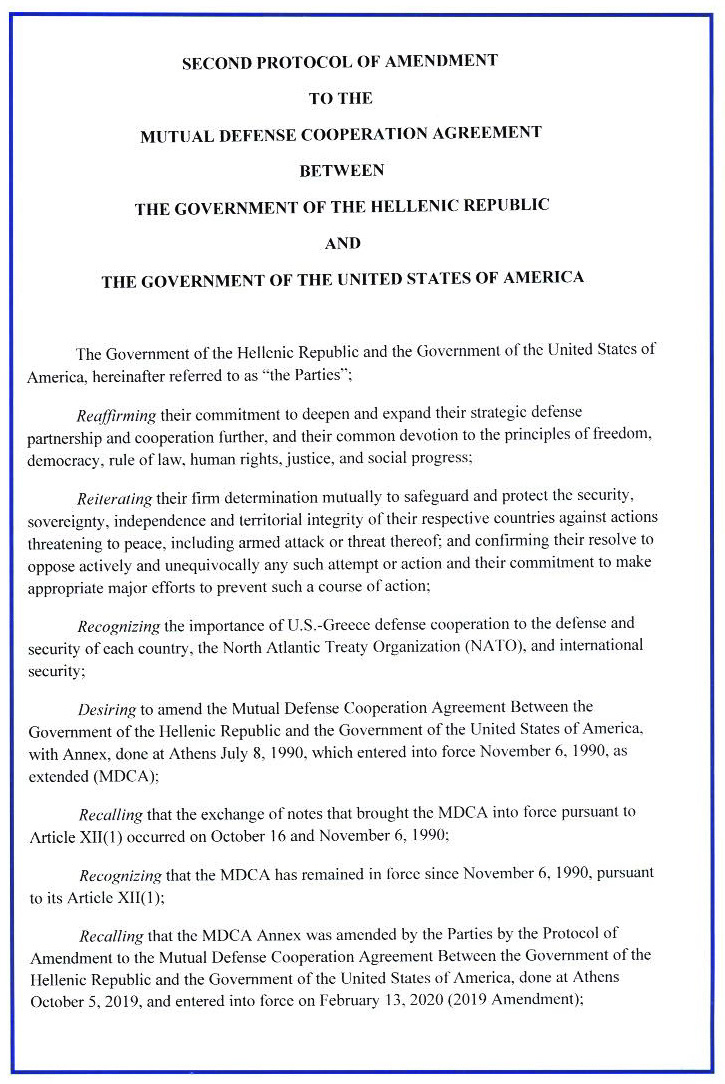 SECOND PROTOCOL OF AMENDMENT
TO THE
MUTUAL DEFENSE COOPERATION AGREEMENT
BETWEEN
THE GOVERNMENT OF THE HELLENIC REPUBLIC
AND
THE GOVERNMENT OF THE UNITED STATES OF AMERICA
The Government of the Hellenic Republic and the Government of the United States of
America, hereinafter referred to as “the Parties”;
Reaffirming their commitment to deepen and expand their strategic defense
partnership and cooperation further, and their common devotion to the principles of freedom,
democracy, rule of law, human rights, justice, and social progress;
Reiterating their firm determination mutually to safeguard and protect the security,
sovereignty, independence and territorial integrity of their respective countries against actions
threatening to peace, including armed attack or threat thereof; and confirming their resolve to
oppose actively and unequivocally any such attempt or action and their commitment to make
appropriate major efforts to prevent such a course of action;
Recognizing the importance of U.S.-Greece defense cooperation to the defense and
security of each country, the North Atlantic Treaty Organization (NATO), and international
security;
Desiring to amend the Mutual Defense Cooperation Agreement Between the
Government of the Hellenic Republic and the Government of the United States of America,
with Annex, done at Athens July 8, 1990, which entered into force November 6, 1990, as
extended (MDCA);
Recalling that the exchange of notes that brought the MDCA into force pursuant to
Article XII(1) occurred on October 16 and November 6, 1990;
Recognizing that the MDCA has remained in force since November 6, 1990, pursuant
to its Article XII(1);
Recalling that the MDCA Annex was amended by the Parties by the Protocol of
Amendment to the Mutual Defense Cooperation Agreement Between the Government of the
Hellenic Republic and the Government of the United States of America, done at Athens
October 5, 2019, and entered into force on February 13, 2020 (2019 Amendment);